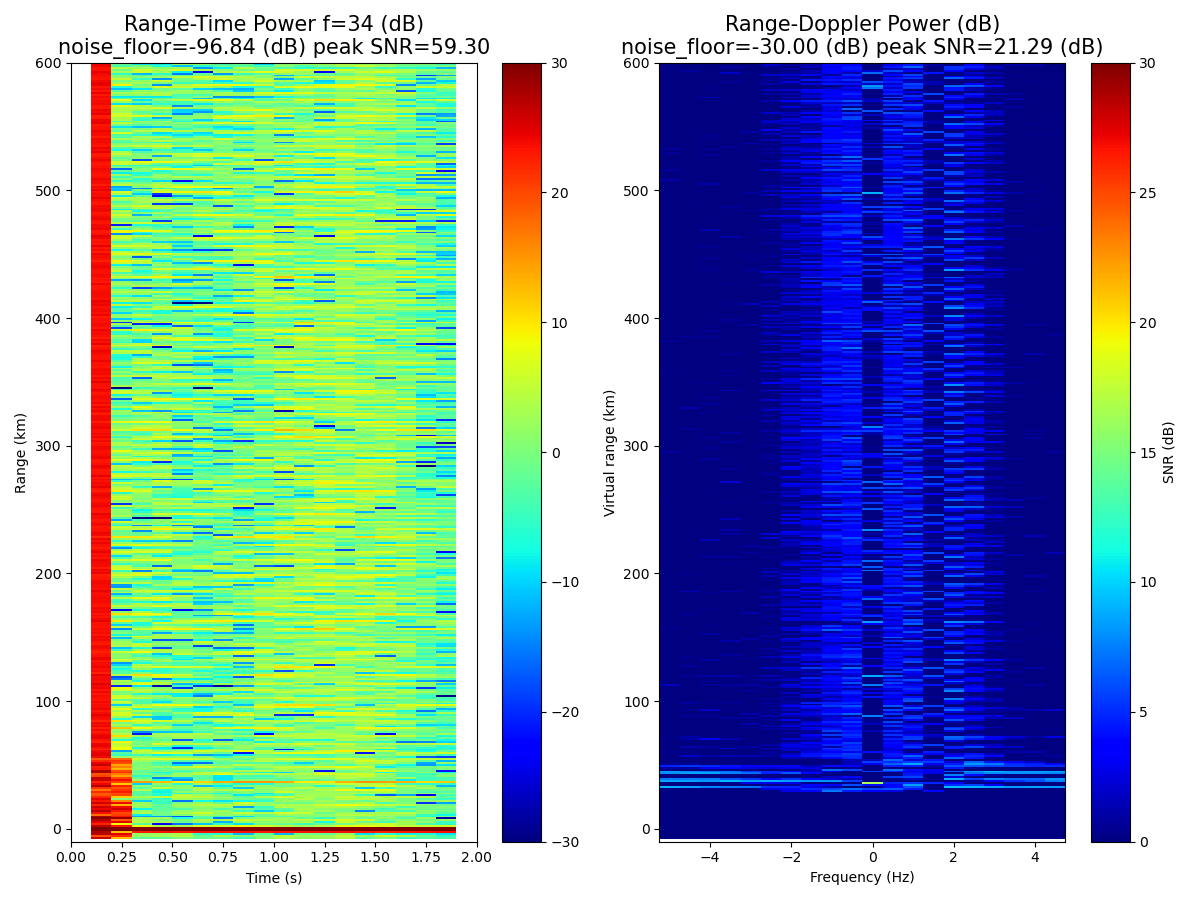 Range-Time Power f=34 (dB)
noise_floor=-96.84 (dB) peak SNR=59.30
Range (km)
600
500
400
300
200
100
0
0.00 0.25 0.50 0.75 1.00 1.25 1.50 1.75 2.00
Time (s)
30
20
10
0
−10
−20
−30
Range-Doppler Power (dB)
noise_floor=-30.00 (dB) peak SNR=21.29 (dB)
Virtual range (km)
600
500
400
300
200
100
0
−4 −2 0 2 4
Frequency (Hz)
30
25
20
15
10
5
0
SNR (dB)